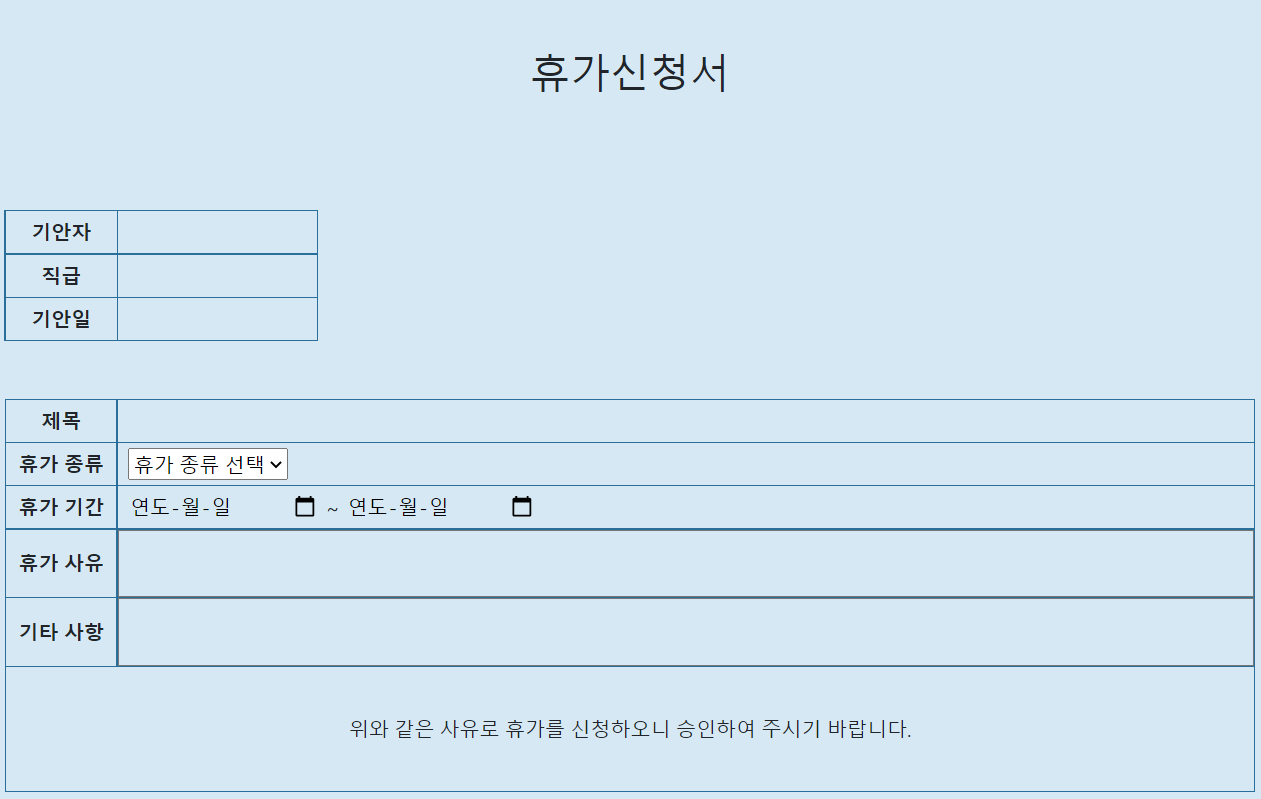 휴가신청서
기안자
직급
기안일
제목
휴가 종류 휴가 종류 선택
휴가 기간 연도-월-일 ~ 연도-월-일
휴가 사유
기타 사항
위와 같은 사유로 휴가를 신청하오니 승인하여 주시기 바랍니다.